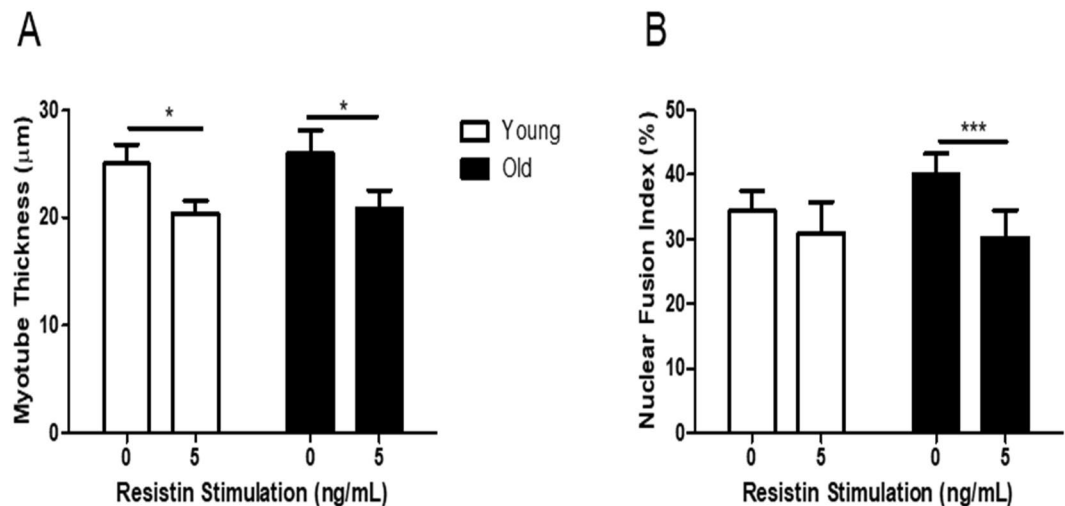 A
Myotube Thickness (μm)
30
20
10
0
*
*
0
5
0
5
Resistin Stimulation (ng/mL)
Young
Old
B
Nuclear Fusion Index (%)
50
40
30
20
10
0
***
0
5
0
5
Resistin Stimulation (ng/mL)